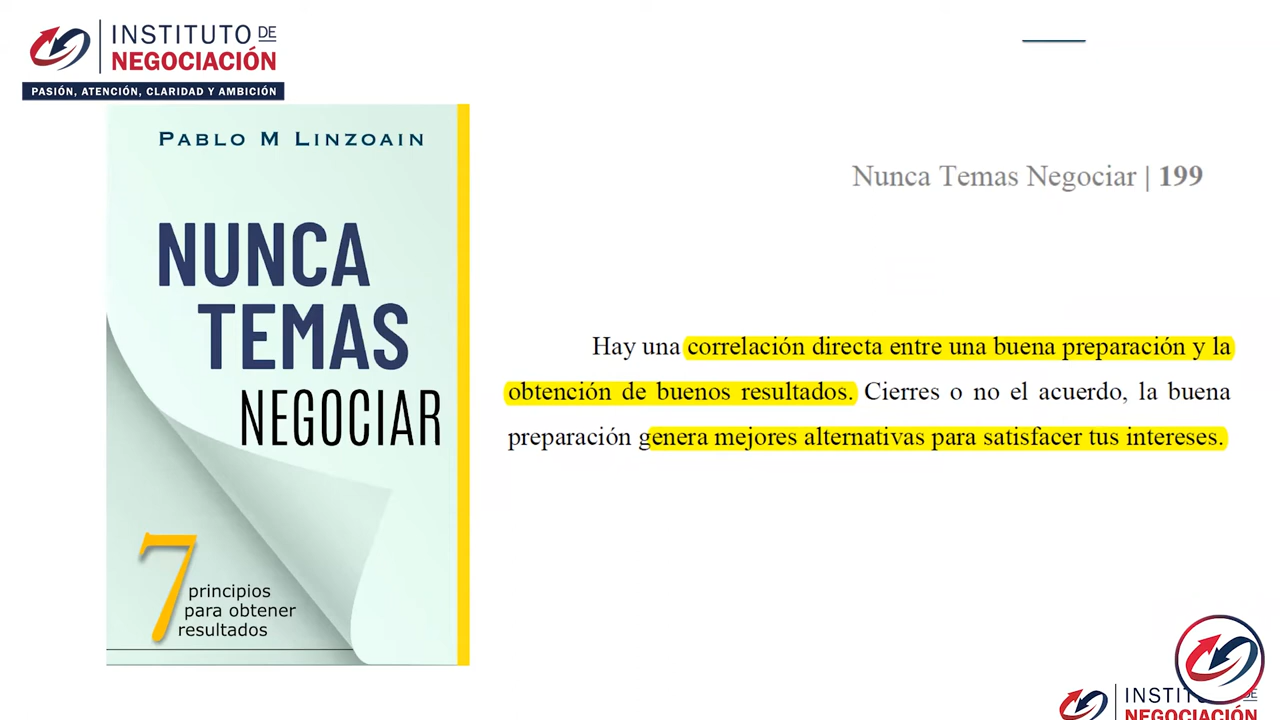 INSTITUTO DE
NEGOCIACIÓN
PASIÓN, ATENCIÓN, CLARIDAD Y AMBICIÓN
PABLO M LINZOAIN
NUNCA
TEMAS
NEGOCIAR
7
principios
para obtener
resultados
Nunca Temas Negociar | 199
Hay una correlación directa entre una buena preparación y la
obtención de buenos resultados. Cierres o no el acuerdo, la buena
preparación genera mejores alternativas para satisfacer tus intereses.
INSTITUTO DE
NEGOCIACIÓN